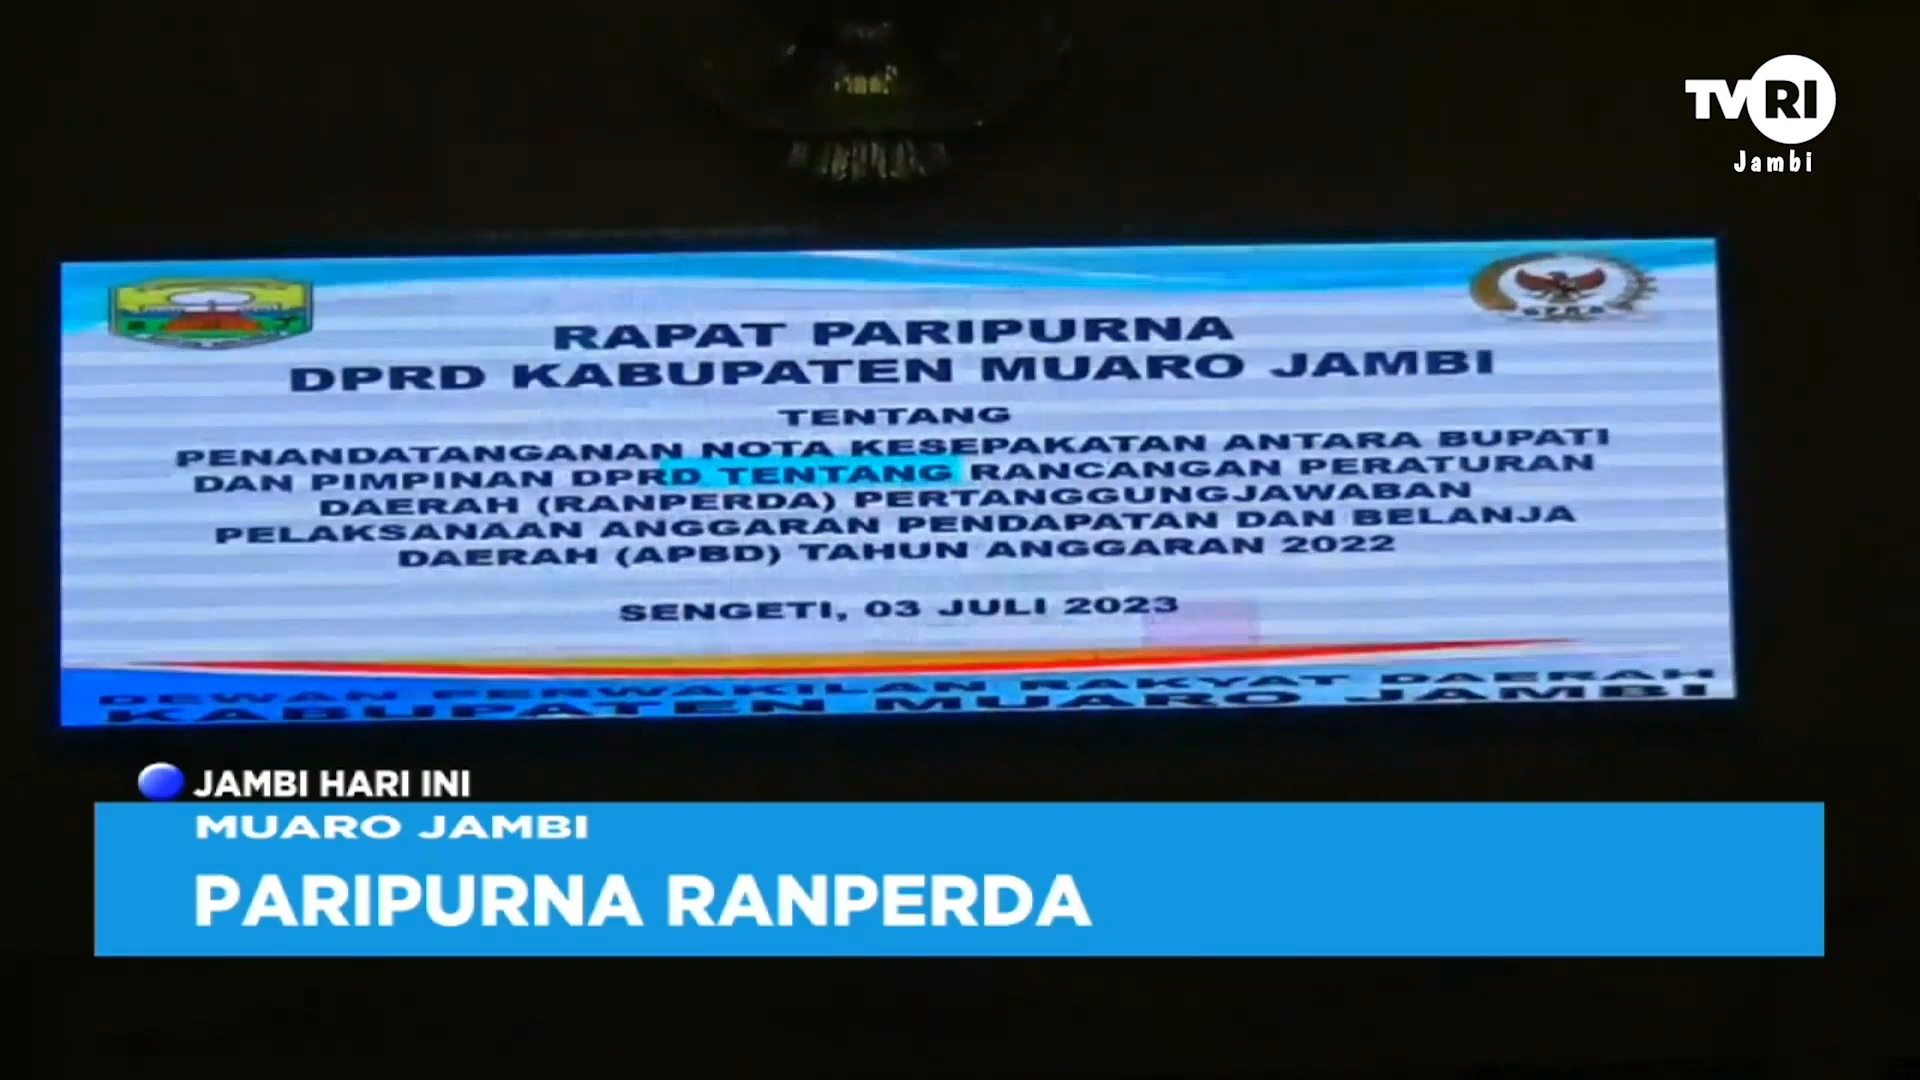 TVRI
Jambi
RAPAT PARIPURNA
DPRD KABUPATEN MUARO JAMBI
TENTANG
PENANDATANGANAN NOTA KESEPAKATAN ANTARA BUPATI
DAN PIMPINAN DPRD TENTANG RANCANGAN PERATURAN
DAERAH (RANPERDA) PERTANGGUNGJAWABAN
PELAKSANAAN ANGGARAN PENDAPATAN DAN BELANJA
DAERAH (APBD) TAHUN ANGGARAN 2022
SENGETI, 03 JULI 2023
DEWAN PERWAKILAN RAKYAT DAERAH
KABUPATEN MUARO JAMBI
JAMBI HARI INI
MUARO JAMBI
PARIPURNA RANPERDA